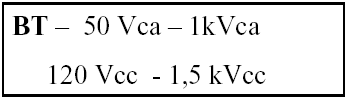 BT – 50 Vca – 1kVca
120 Vcc - 1,5 kVcc